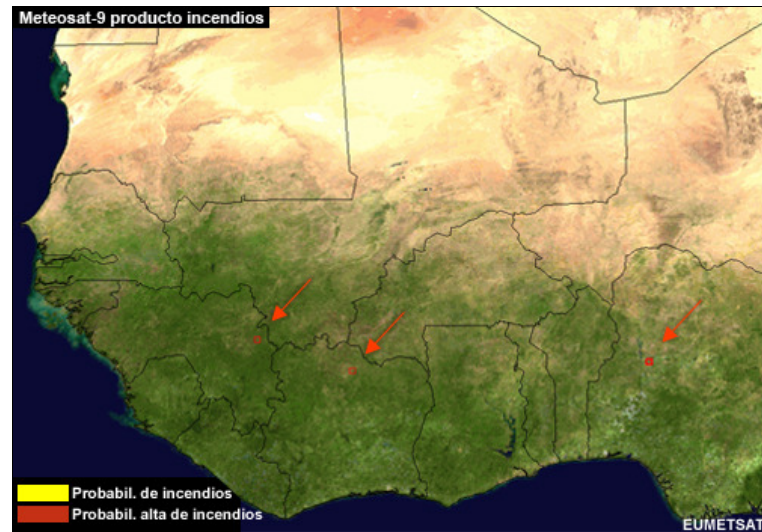 Meteosat-9 producto incendios
Probabil. de incendios
Probabil. alta de incendios
EUMETSAT